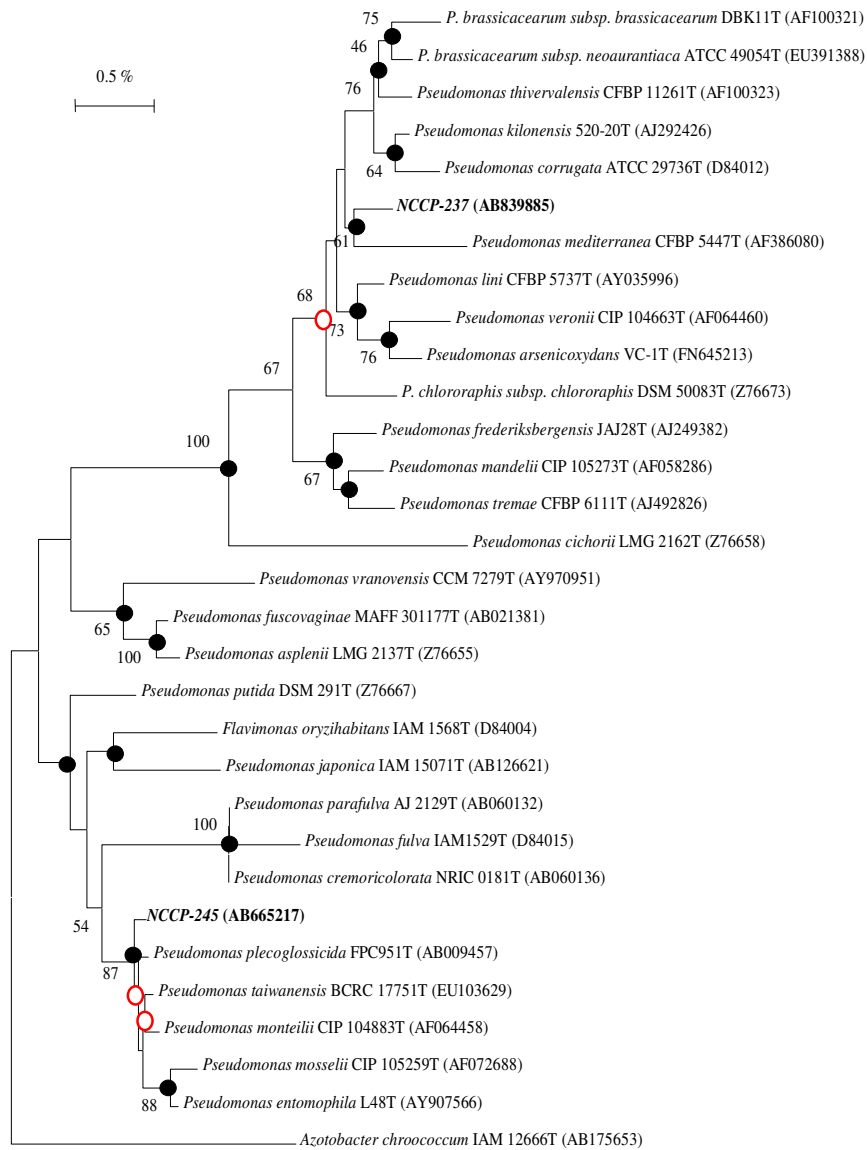 75
P. brassicacearum subsp. brassicacearum DBK11T (AF100321)
46
P. brassicacearum subsp. neoaurantiaca ATCC 49054T (EU391388)
0.5 %
76
Pseudomonas thivervalensis CFBP 11261T (AF100323)
Pseudomonas kilonensis 520-20T (AJ292426)
64
Pseudomonas corrugata ATCC 29736T (D84012)
NCCP-237 (AB839885)
61
Pseudomonas mediterranea CFBP 5447T (AF386080)
Pseudomonas lini CFBP 5737T (AY035996)
68
73
Pseudomonas veronii CIP 104663T (AF064460)
76
Pseudomonas arsenicoxydans VC-1T (FN645213)
67
P. chlororaphis subsp. chlororaphis DSM 50083T (Z76673)
Pseudomonas frederiksbergensis JAJ28T (AJ249382)
100
Pseudomonas mandelii CIP 105273T (AF058286)
67
Pseudomonas tremae CFBP 6111T (AJ492826)
Pseudomonas cichorii LMG 2162T (Z76658)
Pseudomonas vranovensis CCM 7279T (AY970951)
Pseudomonas fuscovaginae MAFF 301177T (AB021381)
65
100
Pseudomonas asplenii LMG 2137T (Z76655)
Pseudomonas putida DSM 291T (Z76667)
Flavimonas oryzihabitans IAM 1568T (D84004)
Pseudomonas japonica IAM 15071T (AB126621)
Pseudomonas parafulva AJ 2129T (AB060132)
100
Pseudomonas fulva IAM1529T (D84015)
Pseudomonas cremoricolorata NRIC 0181T (AB060136)
NCCP-245 (AB665217)
54
Pseudomonas plecoglossicida FPC951T (AB009457)
87
Pseudomonas taiwanensis BCRC 17751T (EU103629)
Pseudomonas monteilii CIP 104883T (AF064458)
Pseudomonas mosselii CIP 105259T (AF072688)
88
Pseudomonas entomophila L48T (AY907566)
Azotobacter chroococcum IAM 12666T (AB175653)